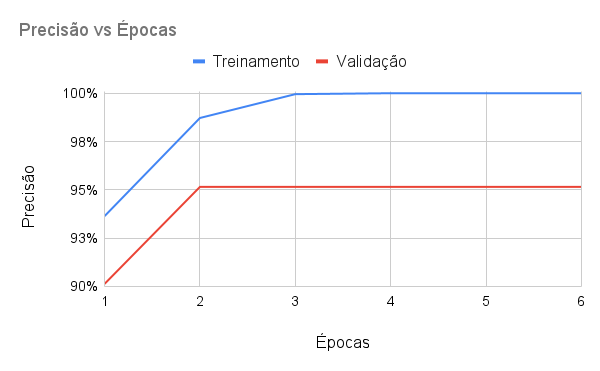 Precisão vs Épocas
Treinamento Validação
100%
98%
95%
93%
90%
Precisão
1 2 3 4 5 6
Épocas